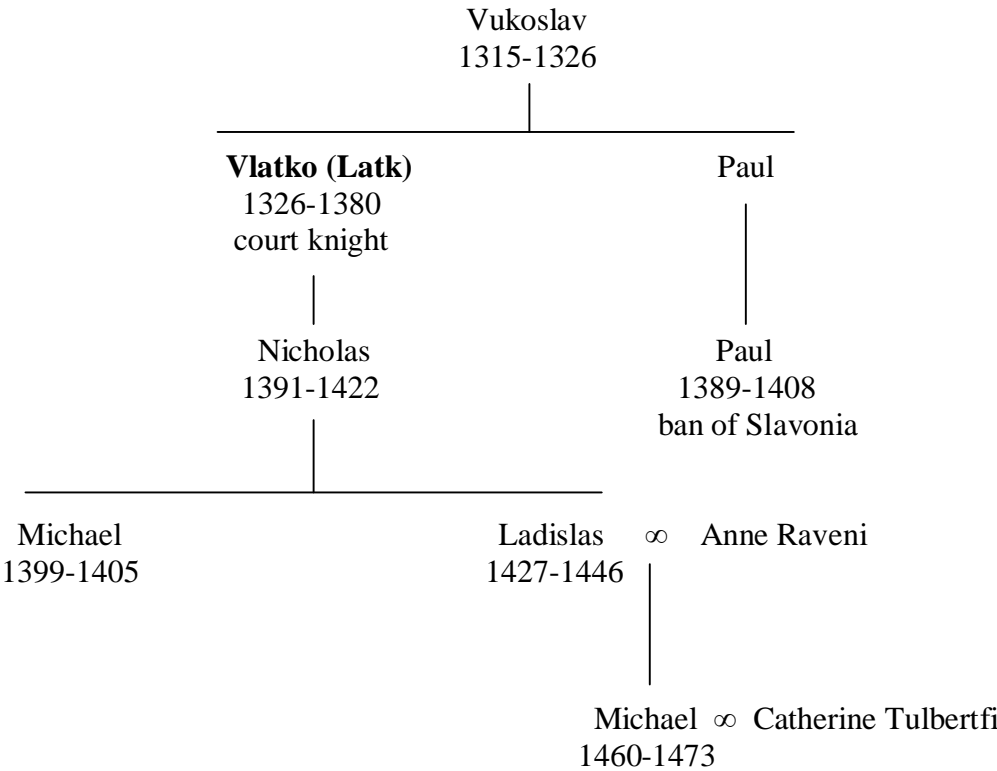 Vukoslav
1315-1326
Vlatko (Latk)
1326-1380
court knight
Paul
Nicholas
1391-1422
Paul
1389-1408
ban of Slavonia
Michael
1399-1405
Ladislas ∞ Anne Raveni
1427-1446
Michael ∞ Catherine Tulbertfi
1460-1473